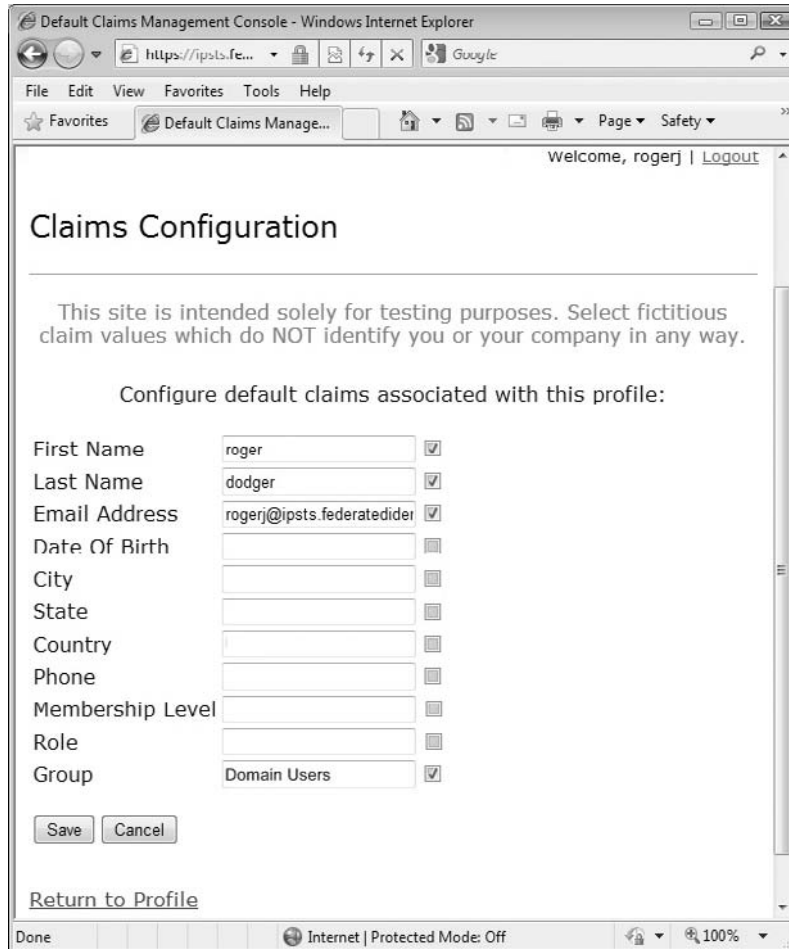 Default Claims Management Console - Windows Internet Explorer
https://ipsts.fe... Google
File Edit View Favorites Tools Help
Favorites Default Claims Manage... Page Safety
Welcome, rogerj | Logout
Claims Configuration
This site is intended solely for testing purposes. Select fictitious
claim values which do NOT identify you or your company in any way.
Configure default claims associated with this profile:
First Name roger
Last Name dodger
Email Address rogerj@ipsts.federatedider
Date Of Birth
City
State
Country
Phone
Membership Level
Role
Group Domain Users
Save Cancel
Return to Profile
Done Internet | Protected Mode: Off 100%